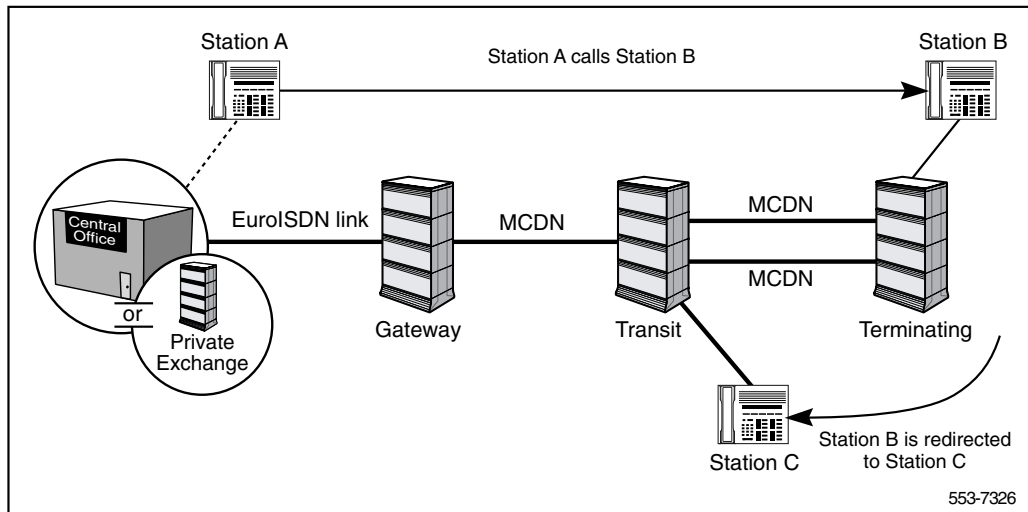 Station A
Station A calls Station B
Station B
Central
Office
EuroISDN link
MCDN
MCDN
MCDN
or
Private
Exchange
Gateway
Transit
Terminating
Station C
Station B is redirected
to Station C
553-7326